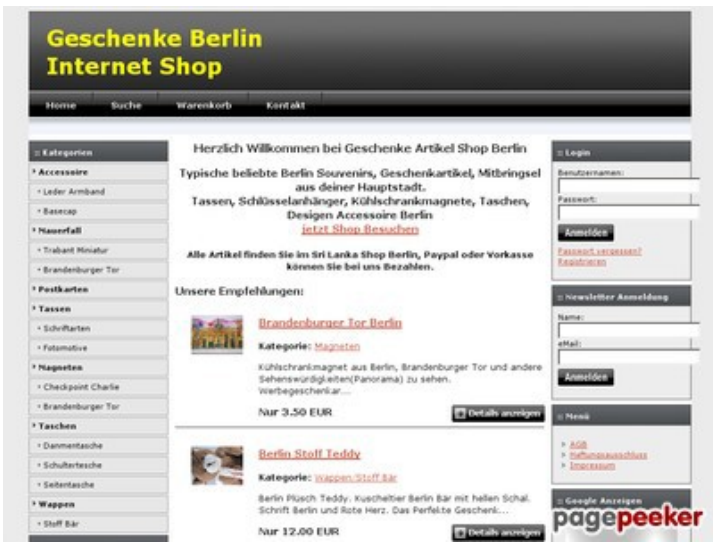 Geschenke Berlin
Internet Shop
Home Suche Warenkorb Kontakt
:: Kategorien
Accessoire
Leder Armband
Basecap
Mauerfall
Trabant Miniatur
Brandenburger Tor
Postkarten
Tassen
Schriftarten
Fotomotive
Magneten
Checkpoint Charlie
Brandenburger Tor
Taschen
Danmentasche
Schultertesche
Seitentasche
Wappen
Stoff Bär
Herzlich Willkommen bei Geschenke Artikel Shop Berlin
Typische beliebte Berlin Souvenirs, Geschenkartikel, Mitbringsel
aus deiner Hauptstadt.
Tassen, Schlüsselanhänger, Kühlschrankmagnete, Taschen,
Desigen Accessoire Berlin
jetzt Shop Besuchen
Alle Artikel finden Sie im Sri Lanka Shop Berlin, Paypal oder Vorkasse
können Sie bei uns Bezahlen.
Unsere Empfehlungen:
Brandenburger Tor Berlin
Kategorie: Magneten
Kühlschrankmagnet aus Berlin, Brandenburger Tor und andere
Sehenswürdigkeiten(Panorama) zu sehen.
Werbegeschenkar...
Nur 3.50 EUR Details anzeigen
Berlin Stoff Teddy
Kategorie: Wappen/Stoff Bär
Berlin Plüsch Teddy. Kuscheltier Berlin Bär mit hellen Schal.
Schrift Berlin und Rote Herz. Das Perfekte Geschenk...
Nur 12.00 EUR Details anzeigen
:: Login
Benutzernamen:
Passwort:
Anmelden
Passwort vergessen?
Registrieren
:: Newsletter Anmeldung
Name:
eMail:
Anmelden
:: Menü
AGB
Haftungsausschluss
Impressum
:: Google Anzeigen
pagepeeker